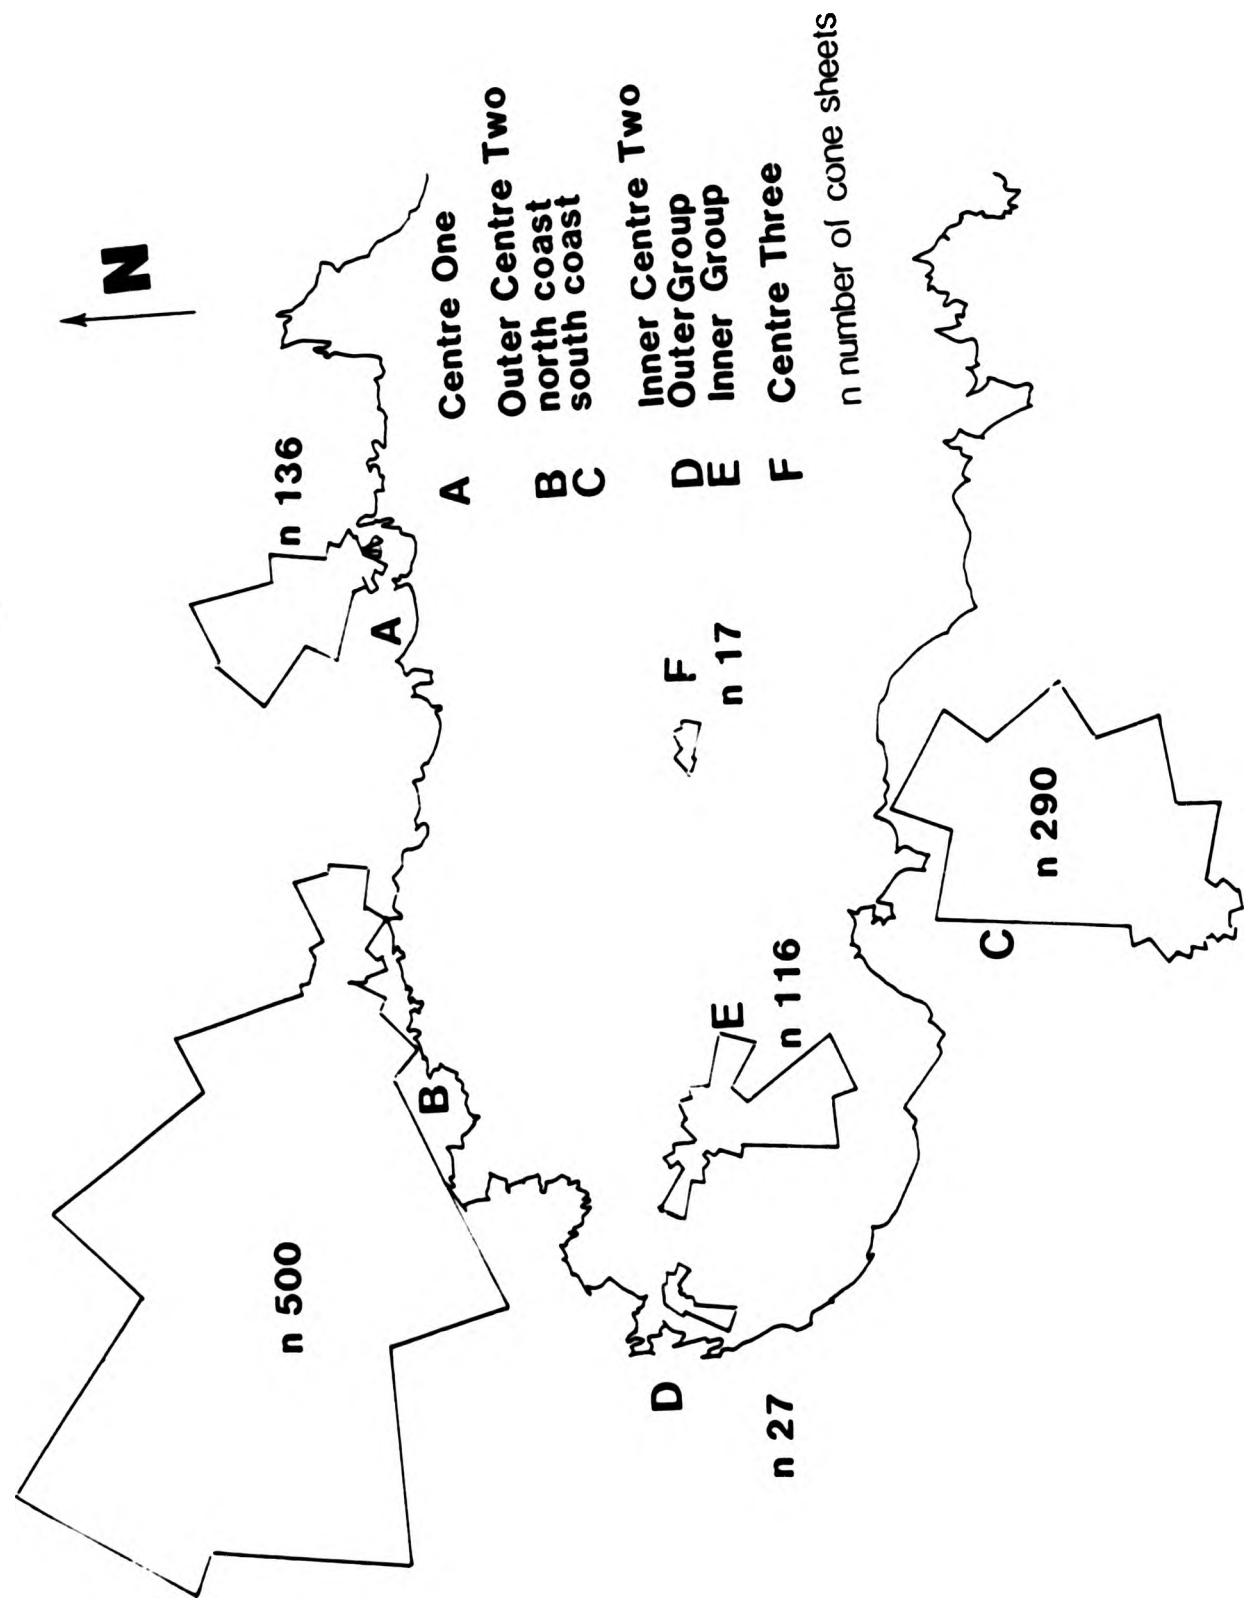 N
n 136
A
n 500
B
F
n 17
E
n 116
D
n 27
C
n 290
A Centre One
Outer Centre Two
B north coast
C south coast
Inner Centre Two
D Outer Group
E Inner Group
F Centre Three
n number of cone sheets